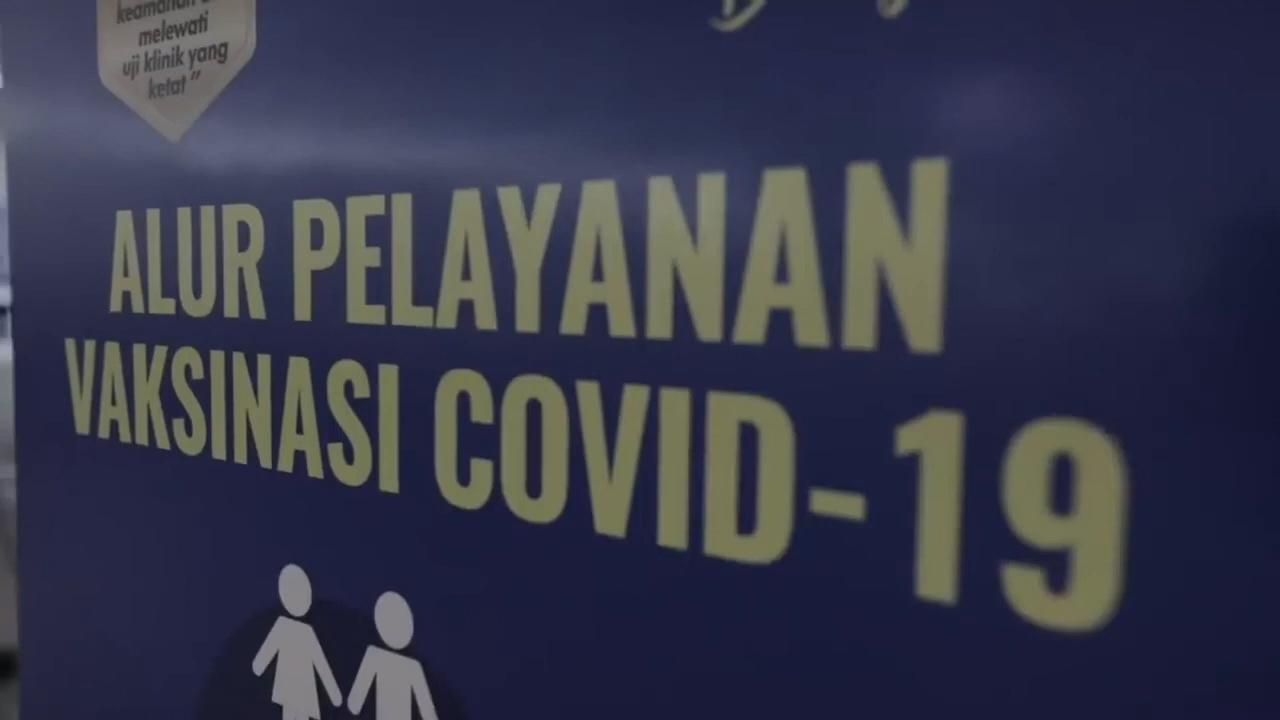 keamanan
melewati
uji klinik yang
ketat”
ALUR PELAYANAN
VAKSINASI COVID-19